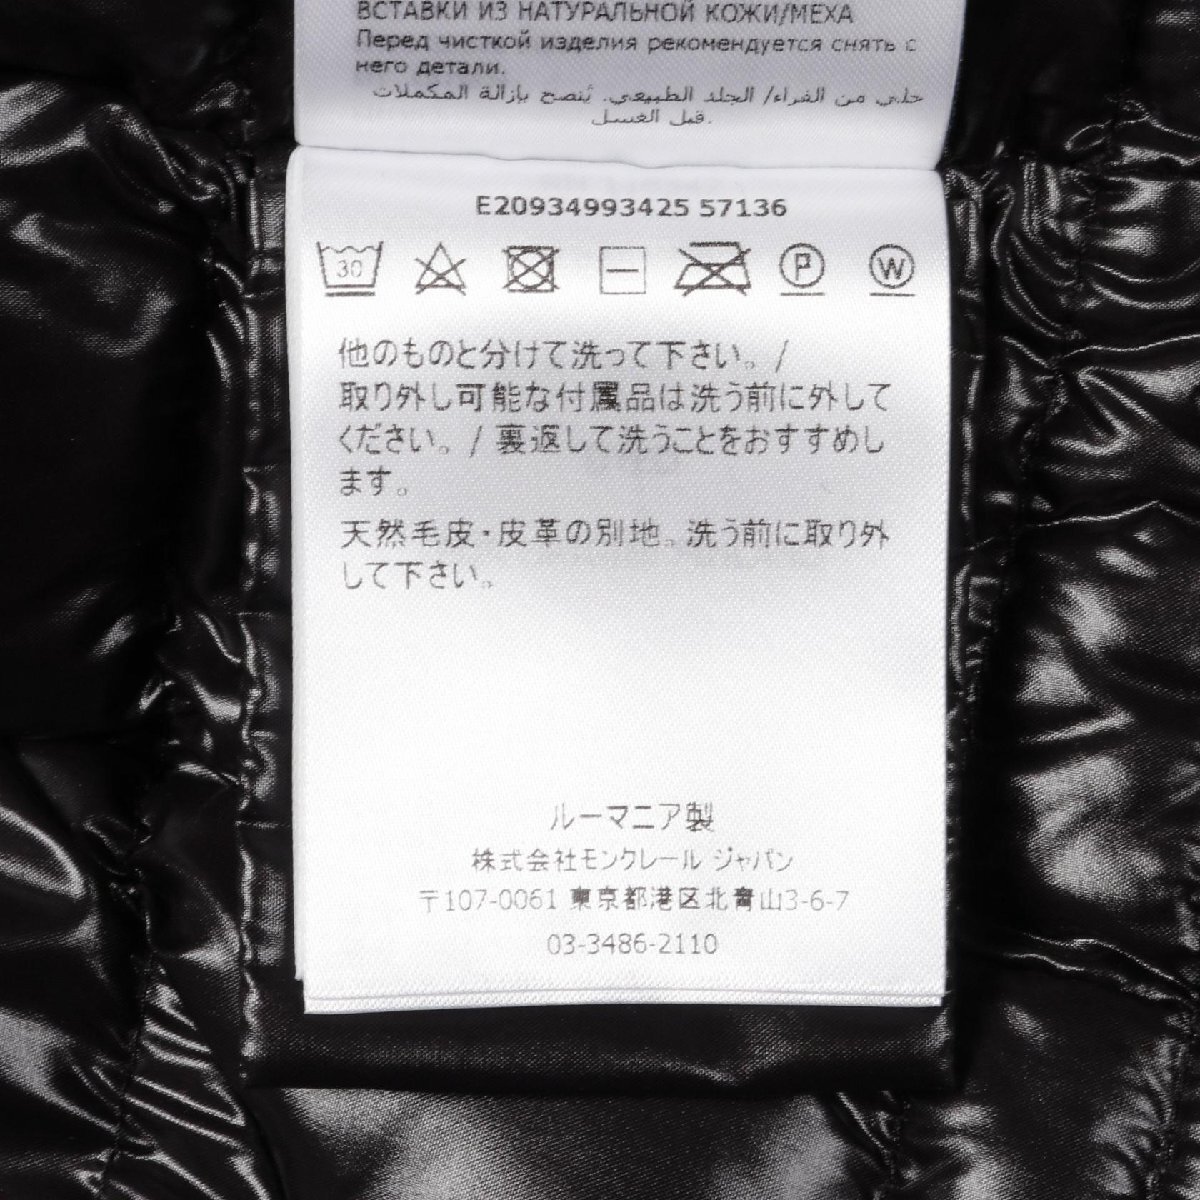 ВСТАВКИ ИЗ НАТУРАЛЬНОЙ КОЖИ/МЕХА
Перед чисткой изделия рекомендуется снять с
него детали.
حلي من الفراء/ الجلد الطبيعي. يُنصح بإزالة المكملات
قبل الغسل.
E20934993425 57136
30 P W
他のものと分けて洗って下さい。/
取り外し可能な付属品は洗う前に外して
ください。/ 裏返して洗うことをおすすめし
ます。
天然毛皮・皮革の別地。洗う前に取り外
して下さい。
ルーマニア製
株式会社モンクレール ジャパン
〒107-0061 東京都港区北青山3-6-7
03-3486-2110